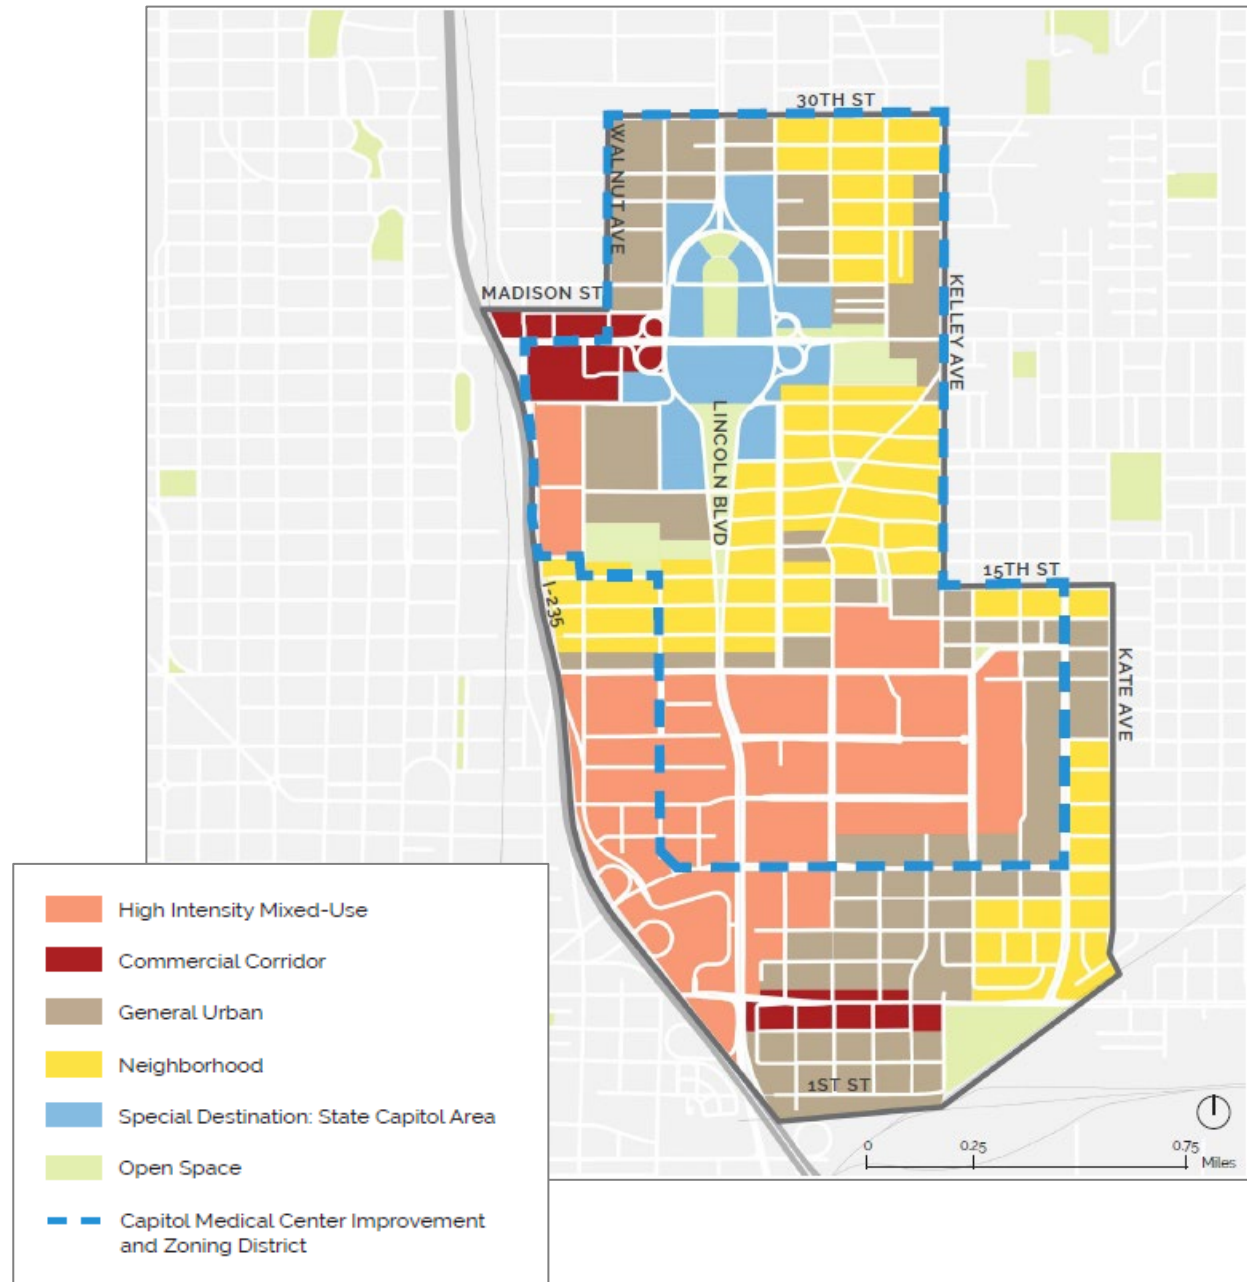 30TH ST
WALNUT AVE
MADISON ST
KELLEY AVE
LINCOLN BLVD
15TH ST
I-235
KATE AVE
1ST ST
0
0.25
0.75
Miles
High Intensity Mixed-Use
Commercial Corridor
General Urban
Neighborhood
Special Destination: State Capitol Area
Open Space
Capitol Medical Center Improvement
and Zoning District